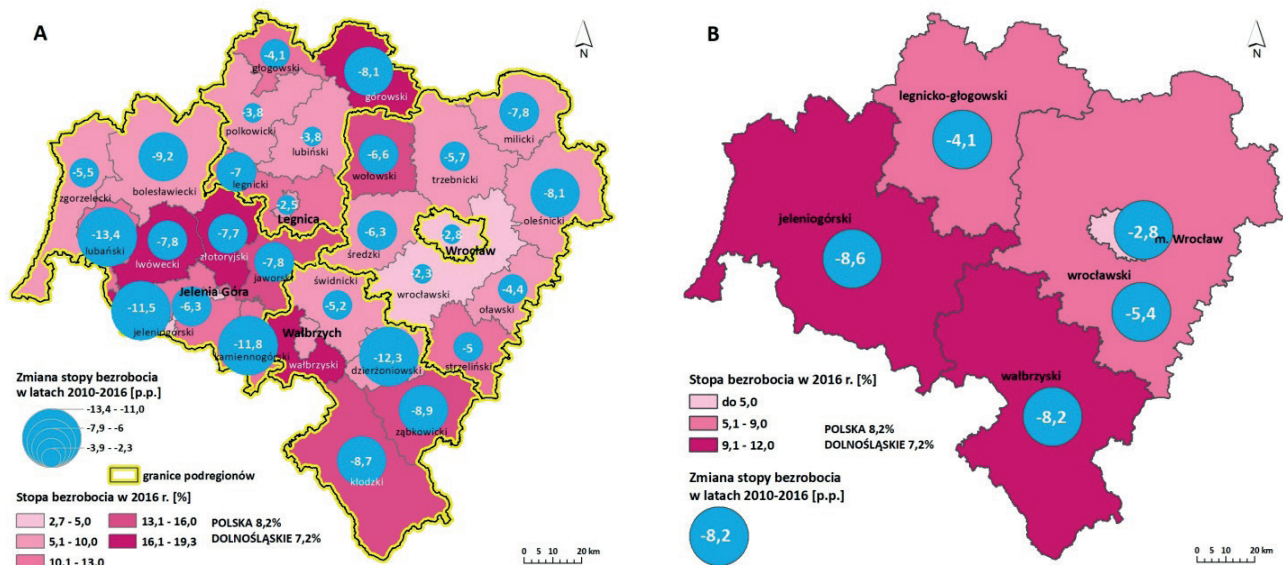 A
N
-4,1
głogowski
-8,1
górowski
-3,8
polkowicki
-3,8
lubiński
-7,8
milicki
-9,2
bolesławiecki
-5,5
zgorzelecki
-7
legnicki
-6,6
wołowski
-5,7
trzebnicki
-8,1
oleśnicki
-2,5
Legnica
-13,4
lubański
-7,8
lwówecki
-7,7
złotoryjski
-6,3
średzki
-2,8
Wrocław
-7,8
jaworski
-2,3
wrocławski
-4,4
oławski
Jelenia Góra
-11,5
jeleniogórski
-6,3
świdnicki
-5,2
-11,8
kamiennogórski
Wałbrzych
wałbrzyski
-12,3
dzierżoniowski
-5
strzeliński
-8,9
ząbkowicki
-8,7
kłodzki
Zmiana stopy bezrobocia
w latach 2010-2016 [p.p.]
-13,4 - -11,0
-7,9 - -6
-3,9 - -2,3
granice podregionów
Stopa bezrobocia w 2016 r. [%]
2,7 - 5,0
13,1 - 16,0
POLSKA 8,2%
5,1 - 10,0
16,1 - 19,3
DOLNOŚLĄSKIE 7,2%
10,1 - 13,0
0 5 10 20 km
B
N
legnicko-głogowski
-4,1
jeleniogórski
-8,6
-2,8
m. Wrocław
wrocławski
-5,4
wałbrzyski
-8,2
Stopa bezrobocia w 2016 r. [%]
do 5,0
5,1 - 9,0
POLSKA 8,2%
9,1 - 12,0
DOLNOŚLĄSKIE 7,2%
Zmiana stopy bezrobocia
w latach 2010-2016 [p.p.]
-8,2
0 5 10 20 km